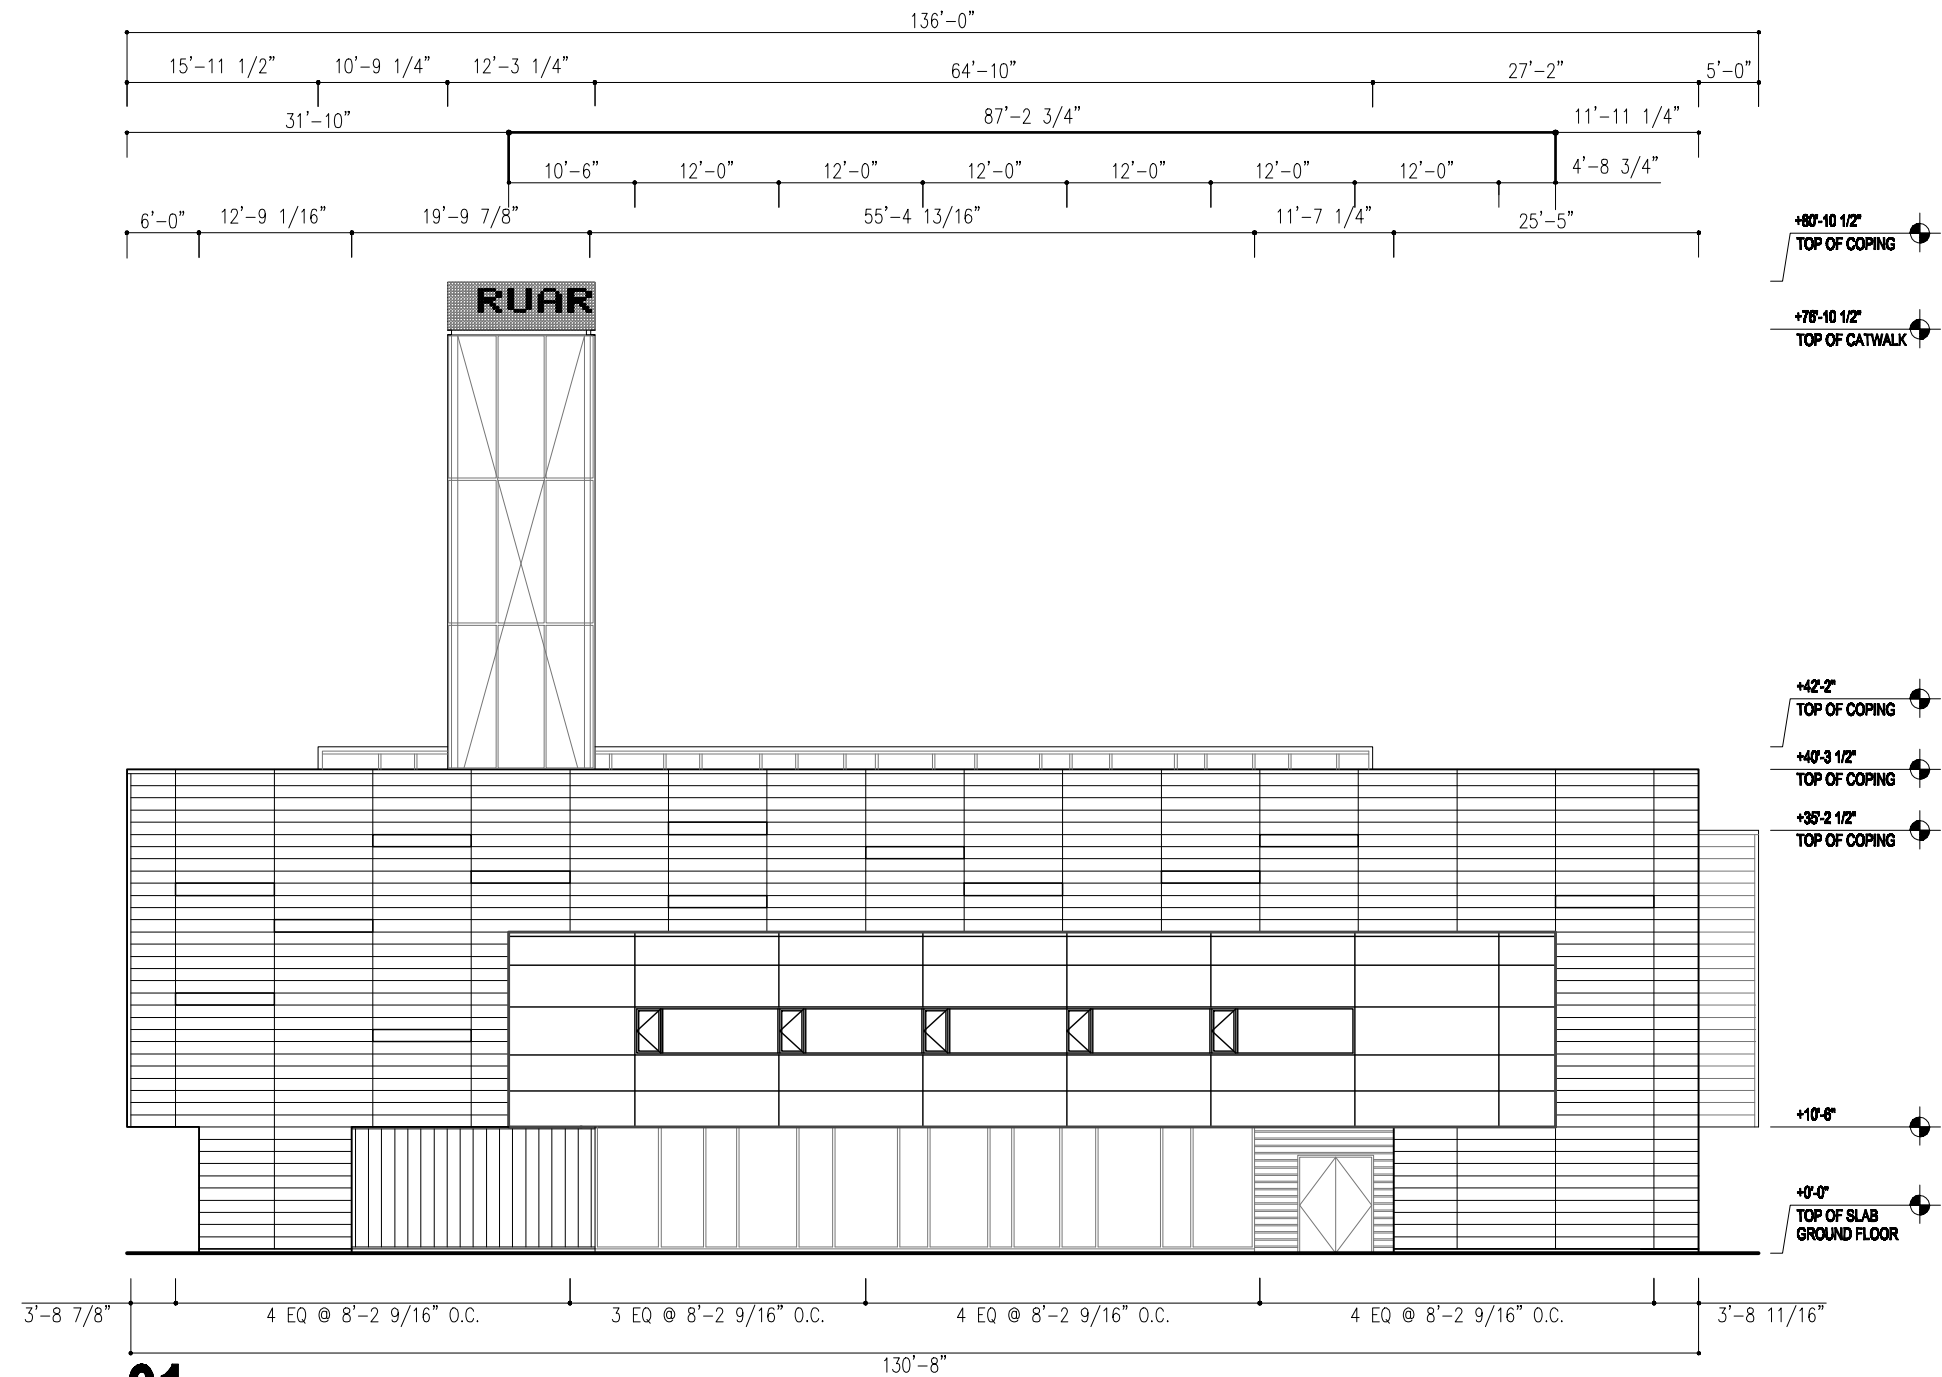 136'-0"
15'-11 1/2" 10'-9 1/4" 12'-3 1/4" 64'-10" 27'-2" 5'-0"
31'-10" 87'-2 3/4" 11'-11 1/4"
10'-6" 12'-0" 12'-0" 12'-0" 12'-0" 12'-0" 12'-0" 4'-8 3/4"
6'-0" 12'-9 1/16" 19'-9 7/8" 55'-4 13/16" 11'-7 1/4" 25'-5"
+80'-10 1/2"
TOP OF COPING
RUAR
+76'-10 1/2"
TOP OF CATWALK
+42'-2"
TOP OF COPING
+40'-3 1/2"
TOP OF COPING
+35'-2 1/2"
TOP OF COPING
+10'-6"
+0'-0"
TOP OF SLAB
GROUND FLOOR
3'-8 7/8" 4 EQ @ 8'-2 9/16" O.C. 3 EQ @ 8'-2 9/16" O.C. 4 EQ @ 8'-2 9/16" O.C. 4 EQ @ 8'-2 9/16" O.C. 3'-8 11/16"
130'-8"